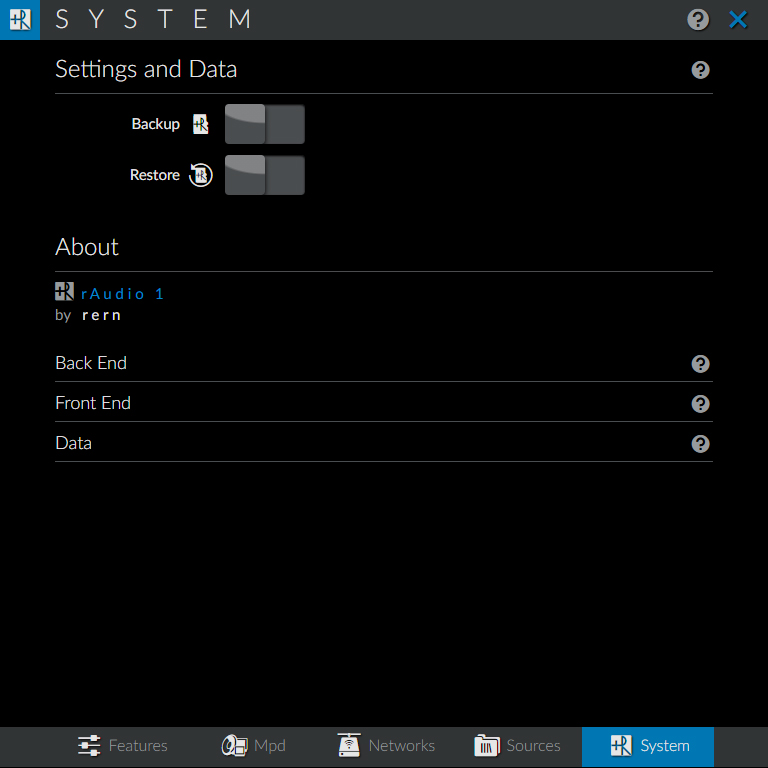 S Y S T E M
Settings and Data
Backup
Restore
About
rAudio 1
by rern
Back End
Front End
Data
Features Mpd Networks Sources System